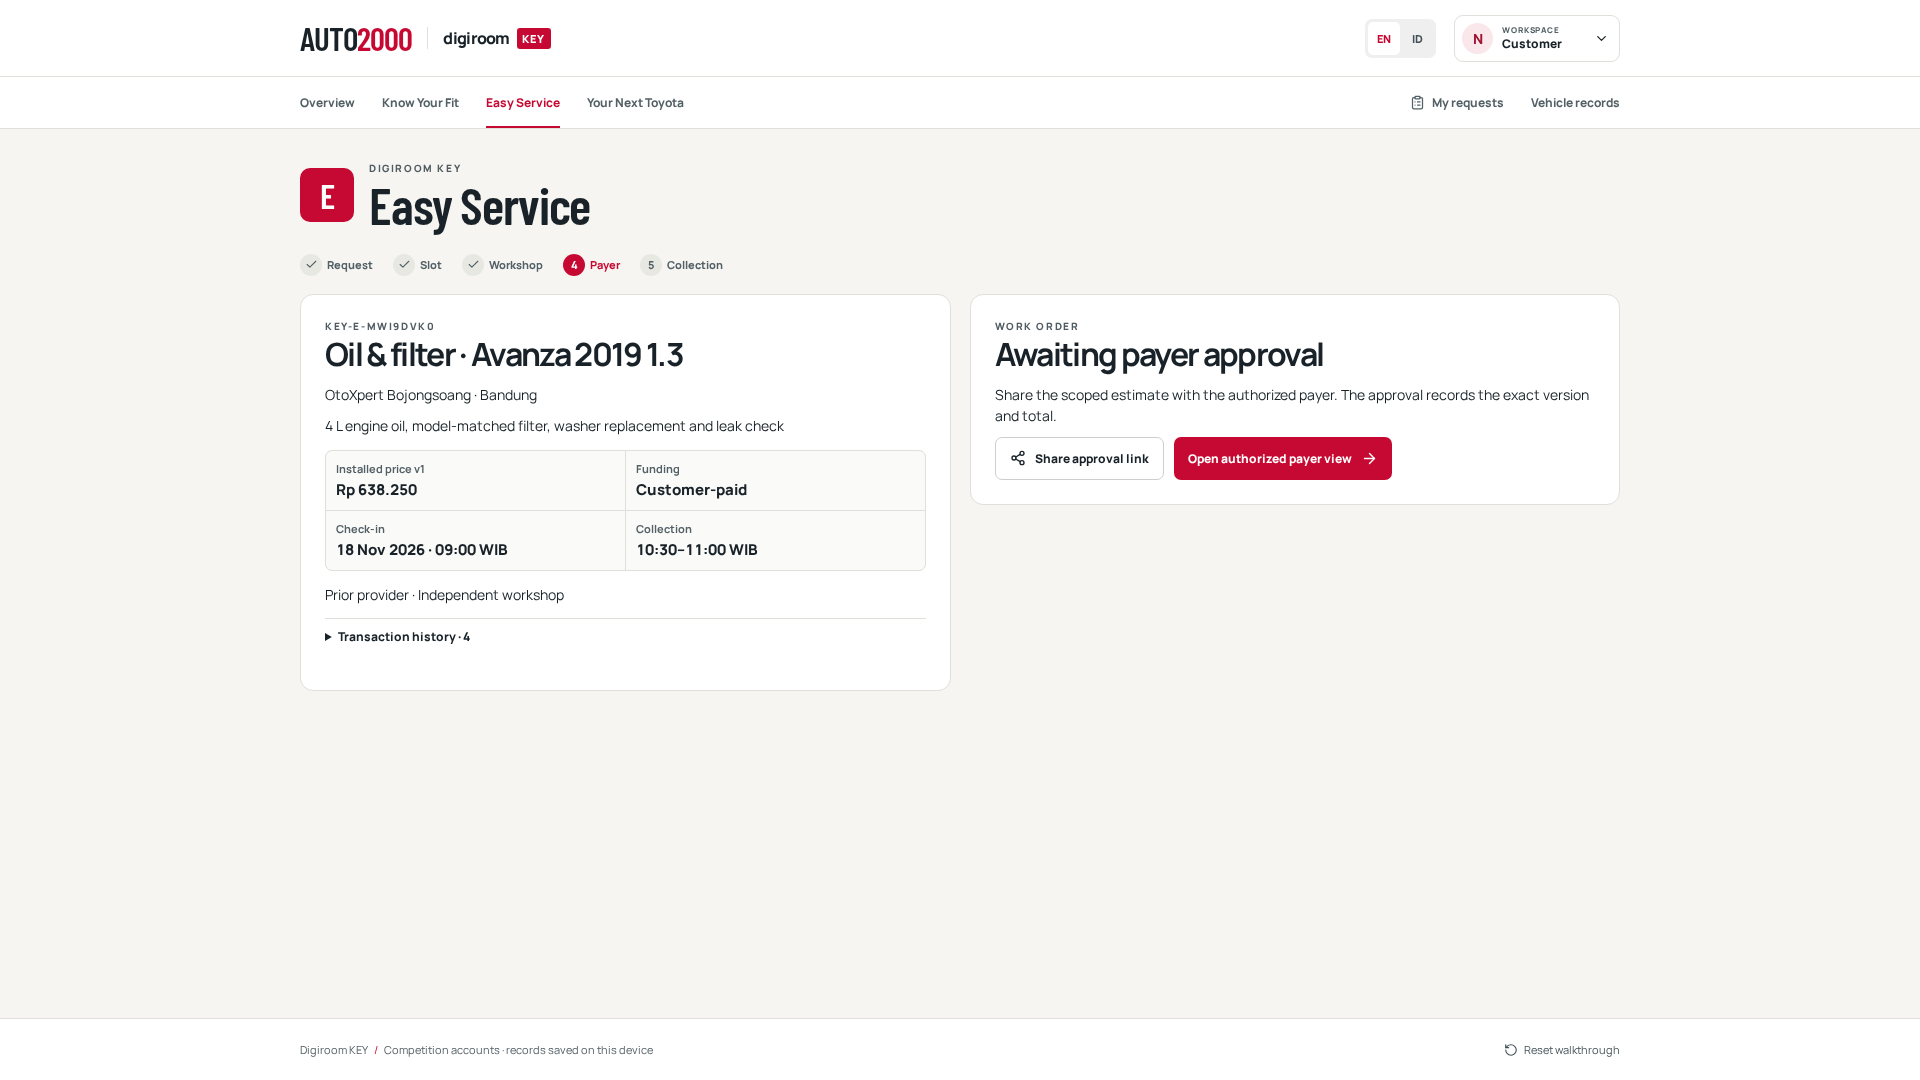 AUTO2000
digiroom KEY
EN ID
N
WORKSPACE
Customer
Overview Know Your Fit Easy Service Your Next Toyota My requests Vehicle records
E
DIGIROOM KEY
Easy Service
Request Slot Workshop 4 Payer 5 Collection
KEY-E-MWI9DVK0
Oil & filter · Avanza 2019 1.3
OtoXpert Bojongsoang · Bandung
4 L engine oil, model-matched filter, washer replacement and leak check
Installed price v1
Rp 638.250
Funding
Customer-paid
Check-in
18 Nov 2026 · 09:00 WIB
Collection
10:30–11:00 WIB
Prior provider · Independent workshop
Transaction history · 4
WORK ORDER
Awaiting payer approval
Share the scoped estimate with the authorized payer. The approval records the exact version
and total.
Share approval link
Open authorized payer view
Digiroom KEY / Competition accounts · records saved on this device
Reset walkthrough